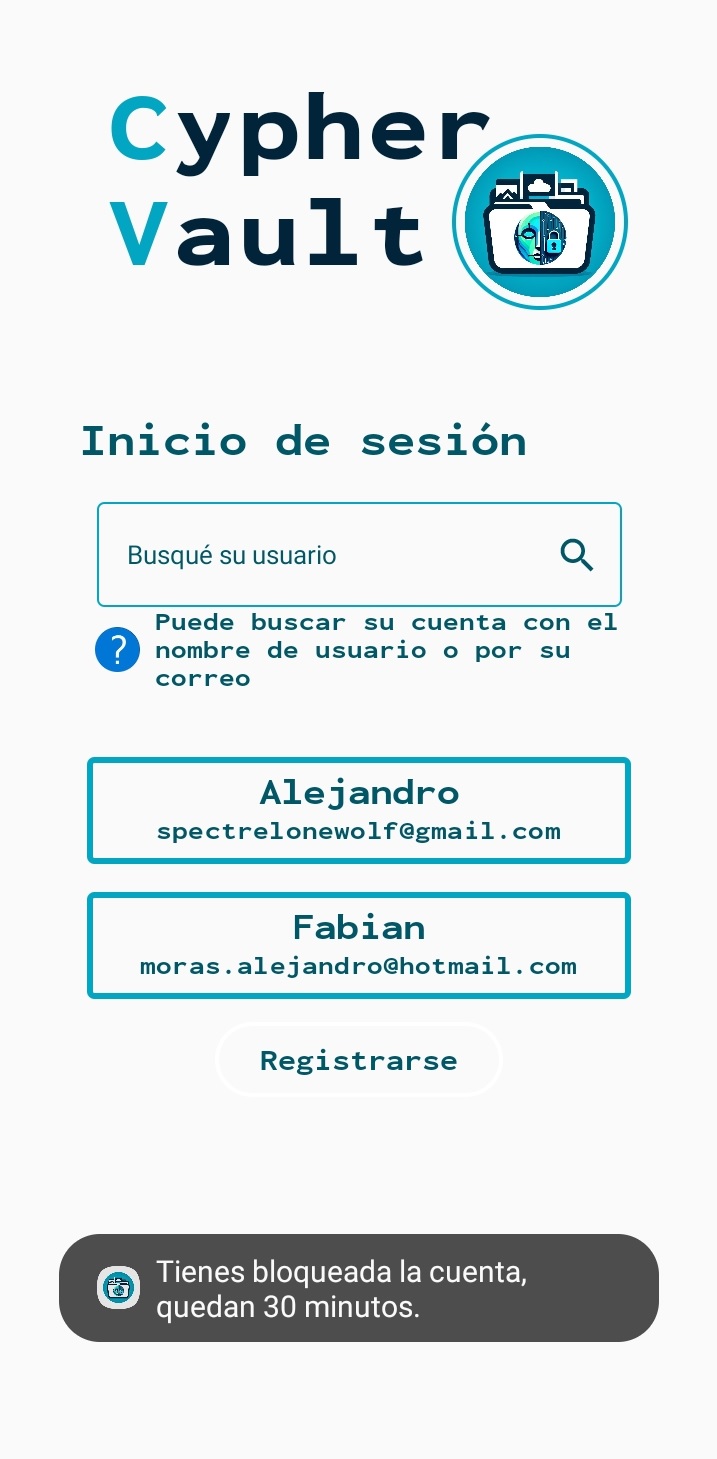 Cypher
Vault
Inicio de sesión
Busqué su usuario
?
Puede buscar su cuenta con el
nombre de usuario o por su
correo
Alejandro
spectrelonewolf@gmail.com
Fabian
moras.alejandro@hotmail.com
Registrarse
Tienes bloqueada la cuenta,
quedan 30 minutos.